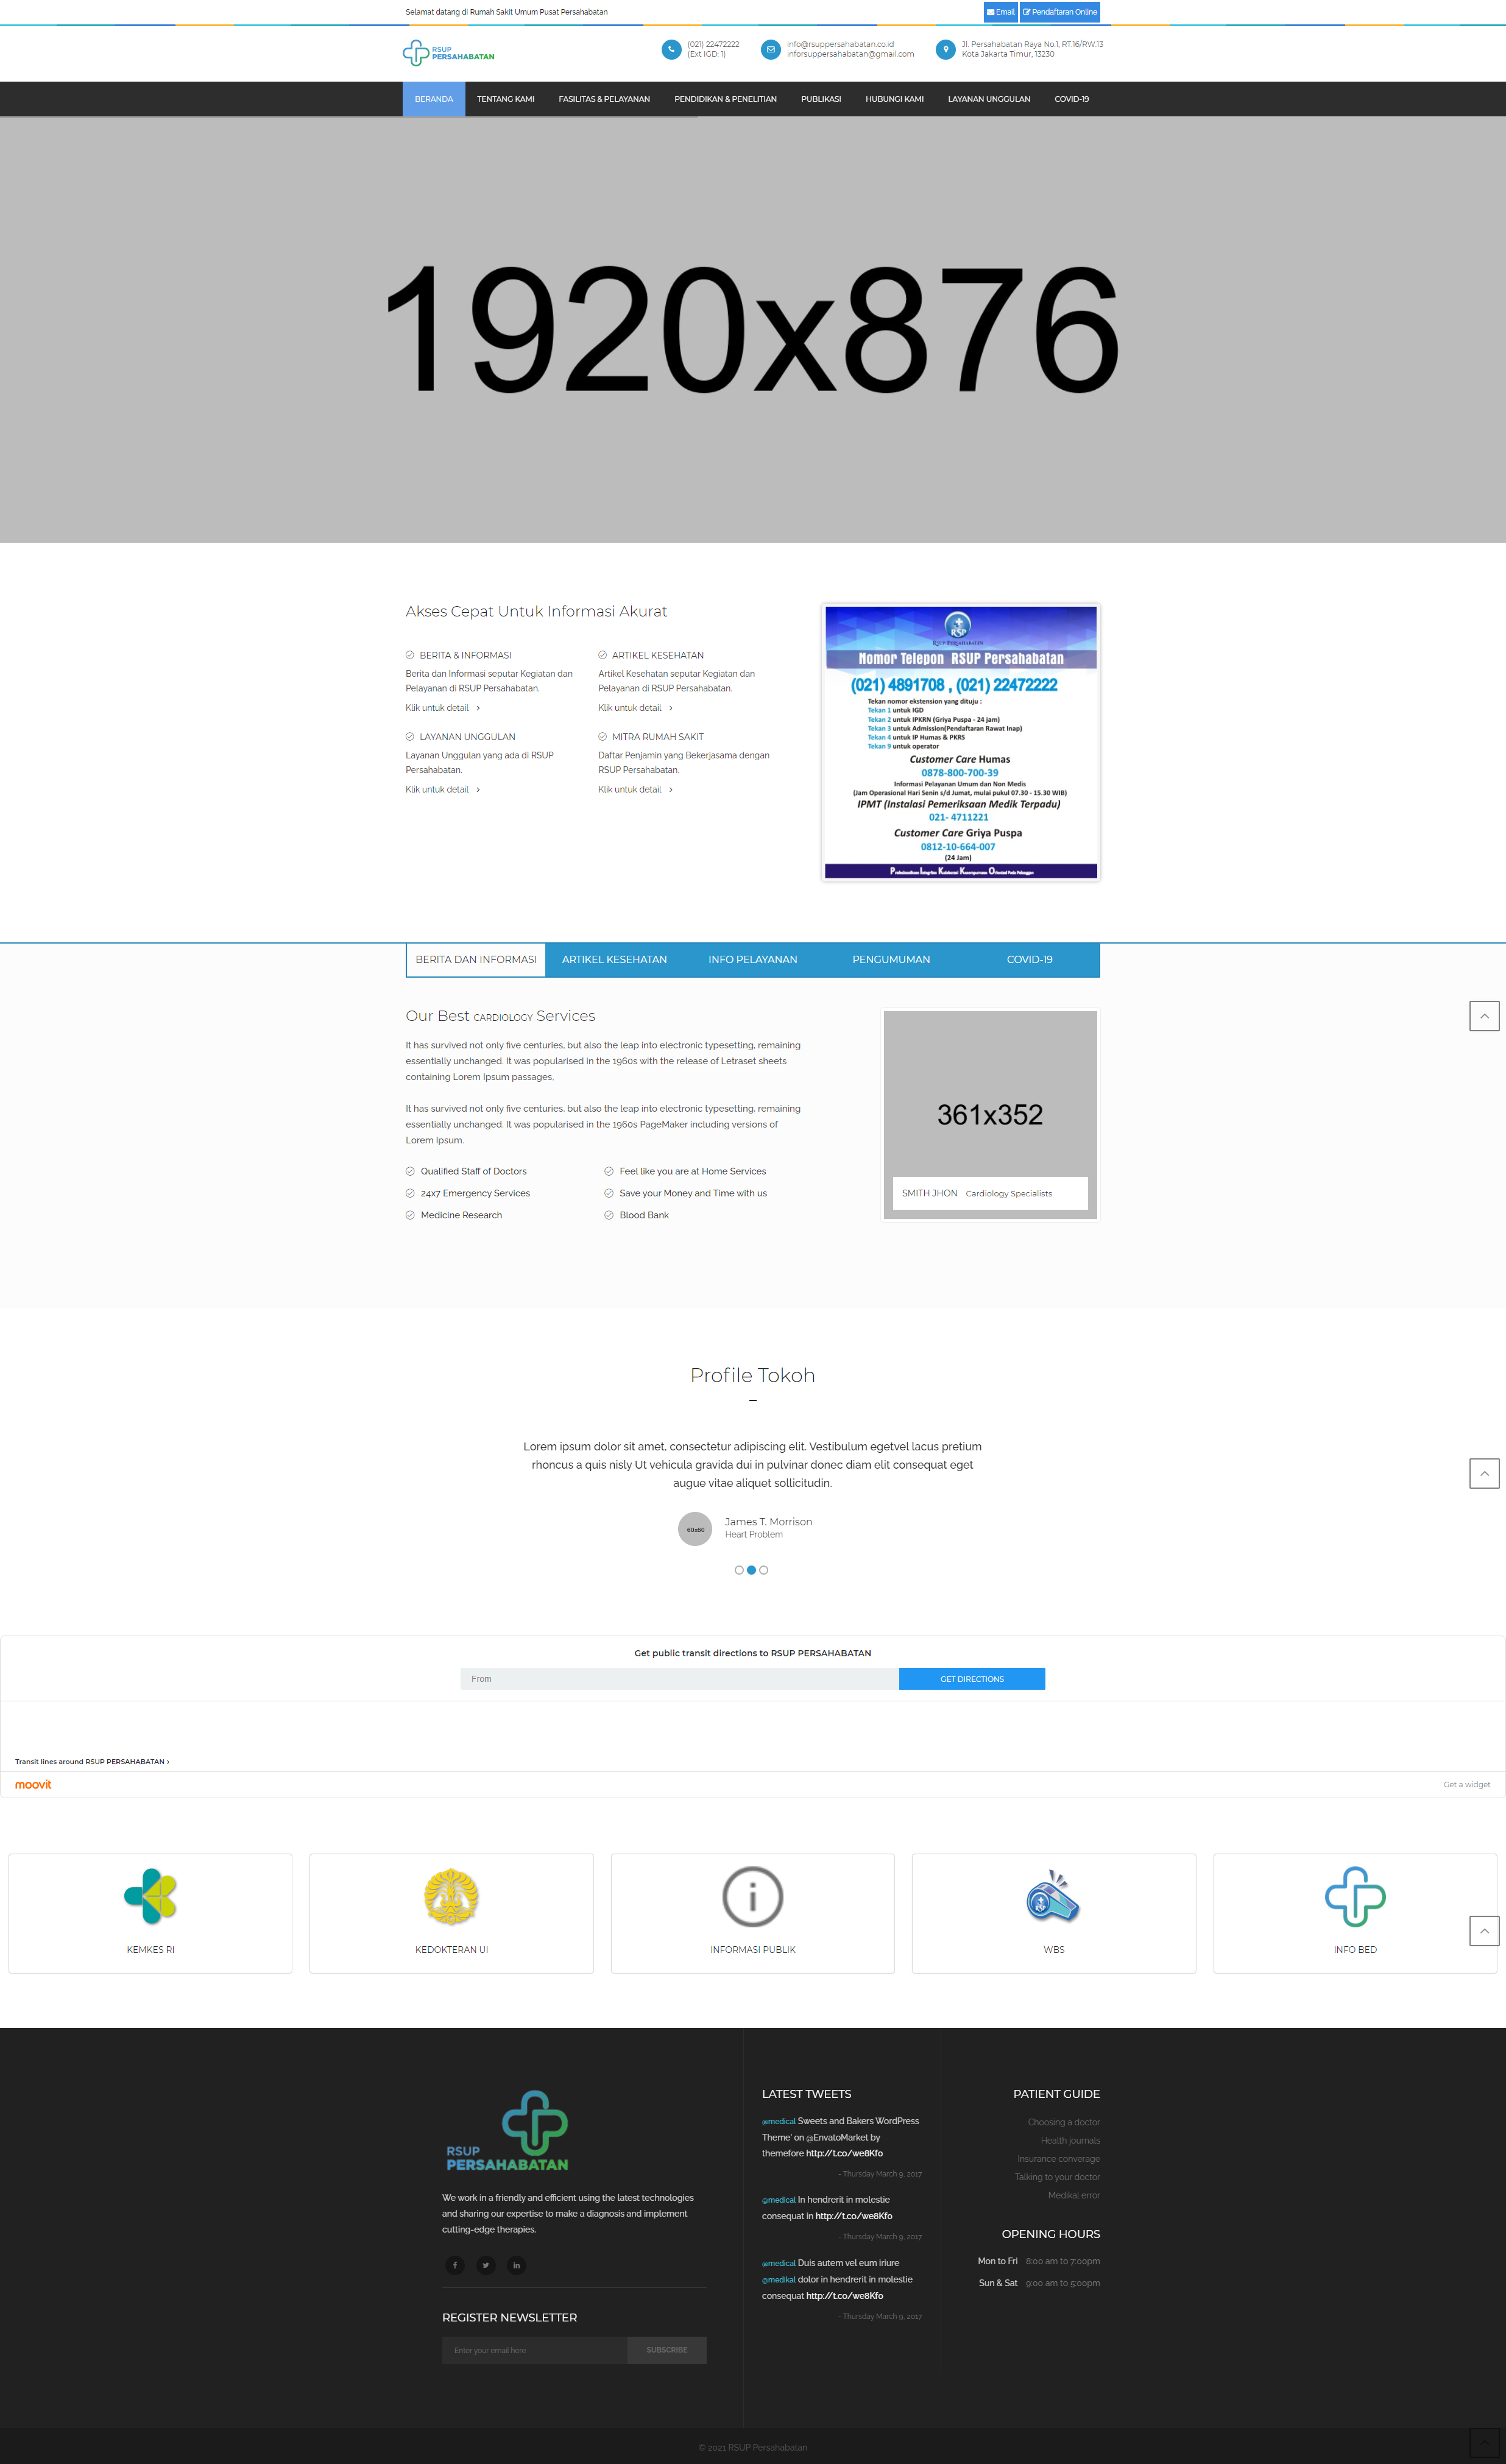 Selamat datang di Rumah Sakit Umum Pusat Persahabatan
Email
Pendaftaran Online
RSUP
PERSAHABATAN
(021) 22472222
(Ext IGD: 1)
info@rsuppersahabatan.co.id
inforsuppersahabatan@gmail.com
Jl. Persahabatan Raya No.1, RT.16/RW.13
Kota Jakarta Timur, 13230
BERANDA
TENTANG KAMI
FASILITAS & PELAYANAN
PENDIDIKAN & PENELITIAN
PUBLIKASI
HUBUNGI KAMI
LAYANAN UNGGULAN
COVID-19
1920x876
Akses Cepat Untuk Informasi Akurat
BERITA & INFORMASI
Berita dan Informasi seputar Kegiatan dan
Pelayanan di RSUP Persahabatan.
Klik untuk detail
ARTIKEL KESEHATAN
Artikel Kesehatan seputar Kegiatan dan
Pelayanan di RSUP Persahabatan.
Klik untuk detail
LAYANAN UNGGULAN
Layanan Unggulan yang ada di RSUP
Persahabatan.
Klik untuk detail
MITRA RUMAH SAKIT
Daftar Penjamin yang Bekerjasama dengan
RSUP Persahabatan.
Klik untuk detail
RSP
RSUP PERSAHABATAN
Nomor Telepon RSUP Persahabatan
(021) 4891708 , (021) 22472222
Tekan nomor ekstension yang dituju :
Tekan 1 untuk IGD
Tekan 2 untuk IPKRN (Griya Puspa - 24 jam)
Tekan 3 untuk Admission(Pendaftaran Rawat Inap)
Tekan 4 untuk IP Humas & PKRS
Tekan 9 untuk operator
Customer Care Humas
0878-800-700-39
Informasi Pelayanan Umum dan Non Medis
(Jam Operasional Hari Senin s/d Jumat, mulai pukul 07.30 - 15.30 WIB)
IPMT (Instalasi Pemeriksaan Medik Terpadu)
021- 4711221
Customer Care Griya Puspa
0812-10-664-007
(24 Jam)
BERITA DAN INFORMASI
ARTIKEL KESEHATAN
INFO PELAYANAN
PENGUMUMAN
COVID-19
Our Best CARDIOLOGY Services
It has survived not only five centuries, but also the leap into electronic typesetting, remaining
essentially unchanged. It was popularised in the 1960s with the release of Letraset sheets
containing Lorem Ipsum passages,
It has survived not only five centuries, but also the leap into electronic typesetting, remaining
essentially unchanged. It was popularised in the 1960s PageMaker including versions of
Lorem Ipsum.
Qualified Staff of Doctors
Feel like you are at Home Services
24x7 Emergency Services
Save your Money and Time with us
Medicine Research
Blood Bank
361x352
SMITH JHON Cardiology Specialists
Profile Tokoh
Lorem ipsum dolor sit amet, consectetur adipiscing elit. Vestibulum egetvel lacus pretium
rhoncus a quis nisly Ut vehicula gravida dui in pulvinar donec diam elit consequat eget
augue vitae aliquet sollicitudin.
60x60
James T. Morrison
Heart Problem
Get public transit directions to RSUP PERSAHABATAN
From
GET DIRECTIONS
Transit lines around RSUP PERSAHABATAN
moovit
Get a widget
KEMKES RI
KEDOKTERAN UI
INFORMASI PUBLIK
WBS
INFO BED
RSUP
PERSAHABATAN
We work in a friendly and efficient using the latest technologies
and sharing our expertise to make a diagnosis and implement
cutting-edge therapies.
REGISTER NEWSLETTER
Enter your email here
SUBSCRIBE
LATEST TWEETS
@medical Sweets and Bakers WordPress
Theme' on @EnvatoMarket by
themefore http://t.co/we8Kf0
- Thursday March 9, 2017
@medical In hendrerit in molestie
consequat in http://t.co/we8Kf0
- Thursday March 9, 2017
@medical Duis autem vel eum iriure
@medikal dolor in hendrerit in molestie
consequat http://t.co/we8Kf0
- Thursday March 9, 2017
PATIENT GUIDE
Choosing a doctor
Health journals
Insurance converage
Talking to your doctor
Medikal error
OPENING HOURS
Mon to Fri 8:00 am to 7:00pm
Sun & Sat 9:00 am to 5:00pm
© 2021 RSUP Persahabatan